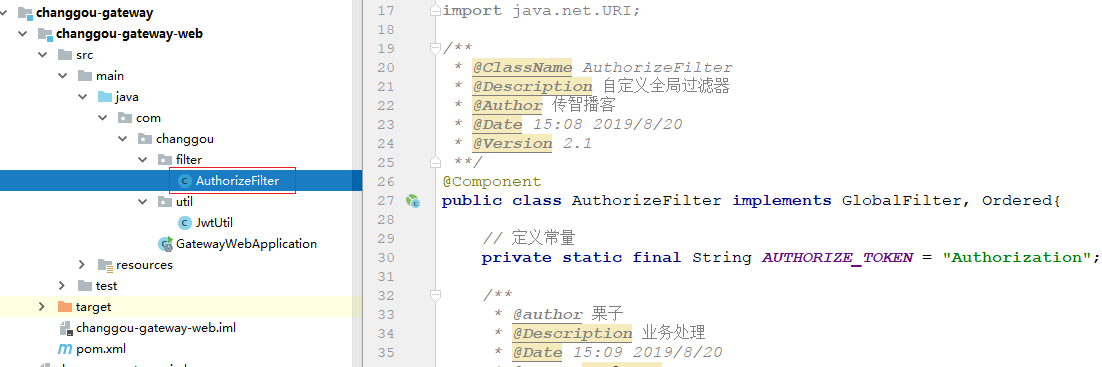 changgou-gateway
changgou-gateway-web
src
main
java
com
changgou
filter
AuthorizeFilter
util
JwtUtil
GatewayWebApplication
resources
test
target
changgou-gateway-web.iml
pom.xml
17 import java.net.URI;
18
19 /**
20 * @ClassName AuthorizeFilter
21 * @Description 自定义全局过滤器
22 * @Author 传智播客
23 * @Date 15:08 2019/8/20
24 * @Version 2.1
25 **/
26 @Component
27 public class AuthorizeFilter implements GlobalFilter, Ordered{
28
29 // 定义常量
30 private static final String AUTHORIZE_TOKEN = "Authorization";
31
32 /**
33 * @author 栗子
34 * @Description 业务处理
35 * @Date 15:09 2019/8/20